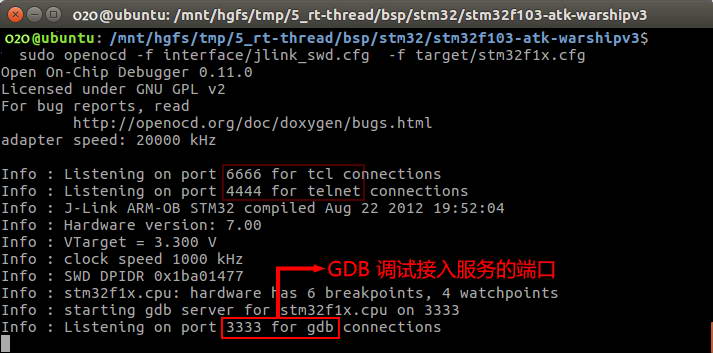 o2o@ubuntu: /mnt/hgfs/tmp/5_rt-thread/bsp/stm32/stm32f103-atk-warshipv3
o2o@ubuntu: /mnt/hgfs/tmp/5_rt-thread/bsp/stm32/stm32f103-atk-warshipv3$
sudo openocd -f interface/jlink_swd.cfg -f target/stm32f1x.cfg
Open On-Chip Debugger 0.11.0
Licensed under GNU GPL v2
For bug reports, read
http://openocd.org/doc/doxygen/bugs.html
adapter speed: 20000 kHz
Info : Listening on port 6666 for tcl connections
Info : Listening on port 4444 for telnet connections
Info : J-Link ARM-OB STM32 compiled Aug 22 2012 19:52:04
Info : Hardware version: 7.00
Info : VTarget = 3.300 V
Info : clock speed 1000 kHz
GDB 调试接入服务的端口
Info : SWD DPIDR 0x1ba01477
Info : stm32f1x.cpu: hardware has 6 breakpoints, 4 watchpoints
Info : starting gdb server for stm32f1x.cpu on 3333
Info : Listening on port 3333 for gdb connections